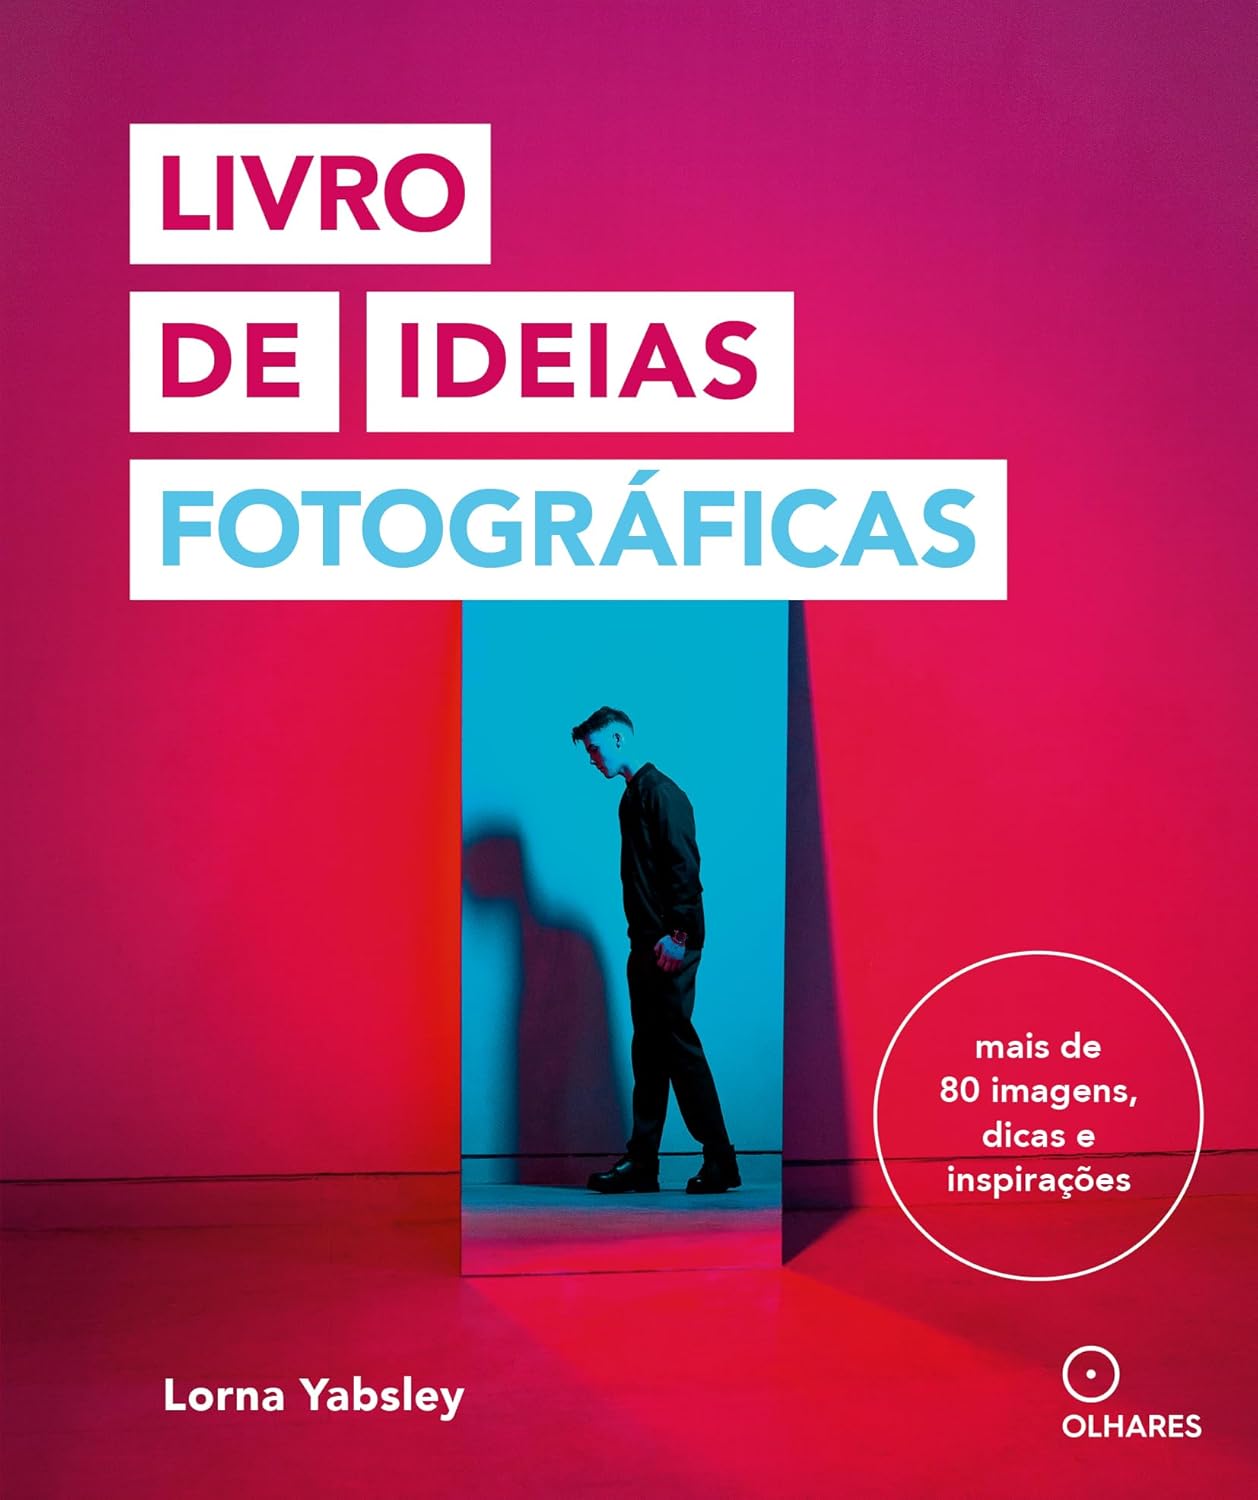 LIVRO
DE IDEIAS
FOTOGRÁFICAS
mais de
80 imagens,
dicas e
inspirações
Lorna Yabsley
OLHARES